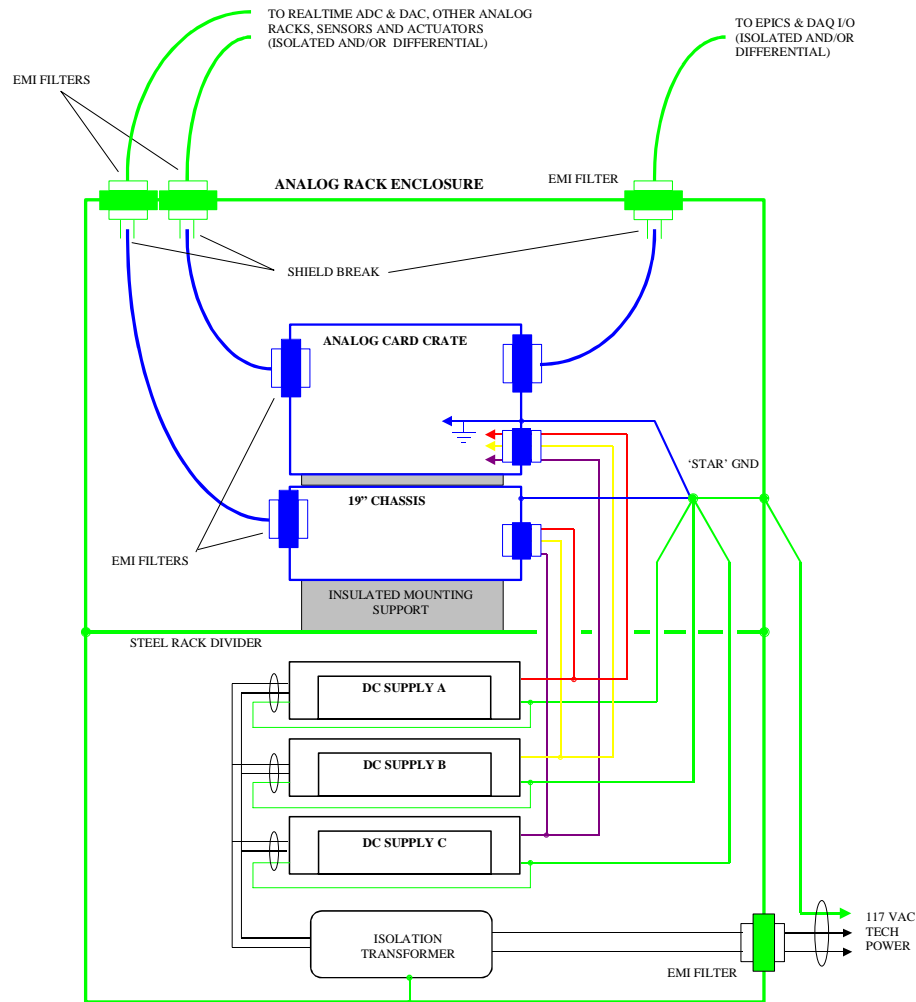 TO REALTIME ADC & DAC, OTHER ANALOG
RACKS, SENSORS AND ACTUATORS
(ISOLATED AND/OR DIFFERENTIAL)
TO EPICS & DAQ I/O
(ISOLATED AND/OR
DIFFERENTIAL)
EMI FILTERS
ANALOG RACK ENCLOSURE
EMI FILTER
SHIELD BREAK
ANALOG CARD CRATE
'STAR' GND
19” CHASSIS
EMI FILTERS
INSULATED MOUNTING
SUPPORT
STEEL RACK DIVIDER
DC SUPPLY A
DC SUPPLY B
DC SUPPLY C
ISOLATION
TRANSFORMER
117 VAC
TECH
POWER
EMI FILTER